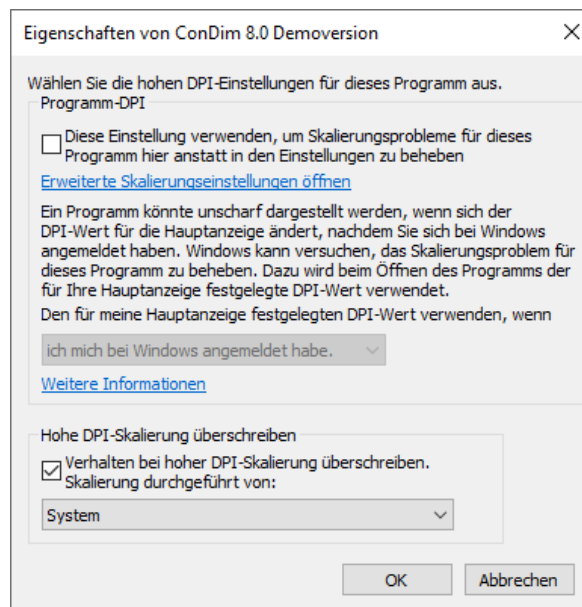 Eigenschaften von ConDim 8.0 Demoversion
Wählen Sie die hohen DPI-Einstellungen für dieses Programm aus.
Programm-DPI
Diese Einstellung verwenden, um Skalierungsprobleme für dieses
Programm hier anstatt in den Einstellungen zu beheben
Erweiterte Skalierungseinstellungen öffnen
Ein Programm könnte unscharf dargestellt werden, wenn sich der
DPI-Wert für die Hauptanzeige ändert, nachdem Sie sich bei Windows
angemeldet haben. Windows kann versuchen, das Skalierungsproblem für
dieses Programm zu beheben. Dazu wird beim Öffnen des Programms der
für Ihre Hauptanzeige festgelegte DPI-Wert verwendet.
Den für meine Hauptanzeige festgelegten DPI-Wert verwenden, wenn
ich mich bei Windows angemeldet habe.
Weitere Informationen
Hohe DPI-Skalierung überschreiben
Verhalten bei hoher DPI-Skalierung überschreiben.
Skalierung durchgeführt von:
System
OK
Abbrechen